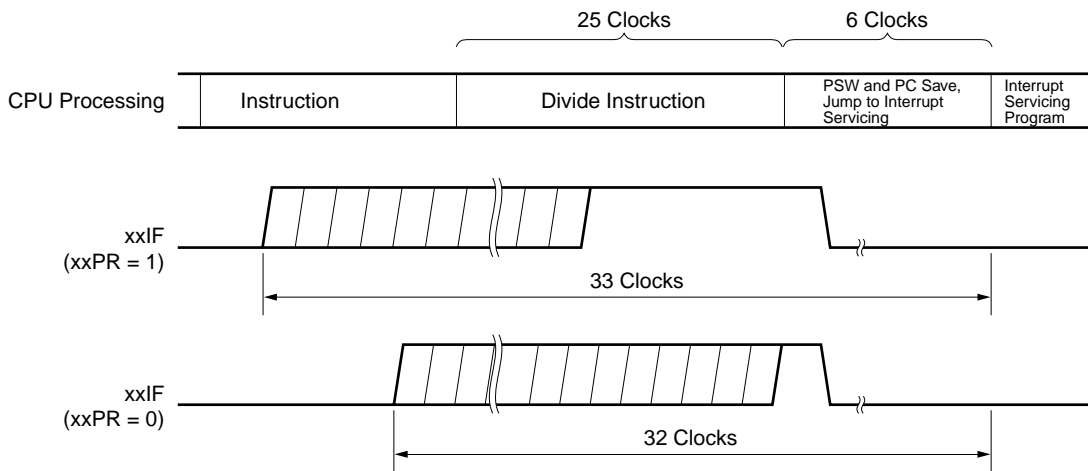 25 Clocks
6 Clocks
CPU Processing
Instruction
Divide Instruction
PSW and PC Save,
Jump to Interrupt
Servicing
Interrupt
Servicing
Program
xxIF
(xxPR = 1)
33 Clocks
xxIF
(xxPR = 0)
32 Clocks